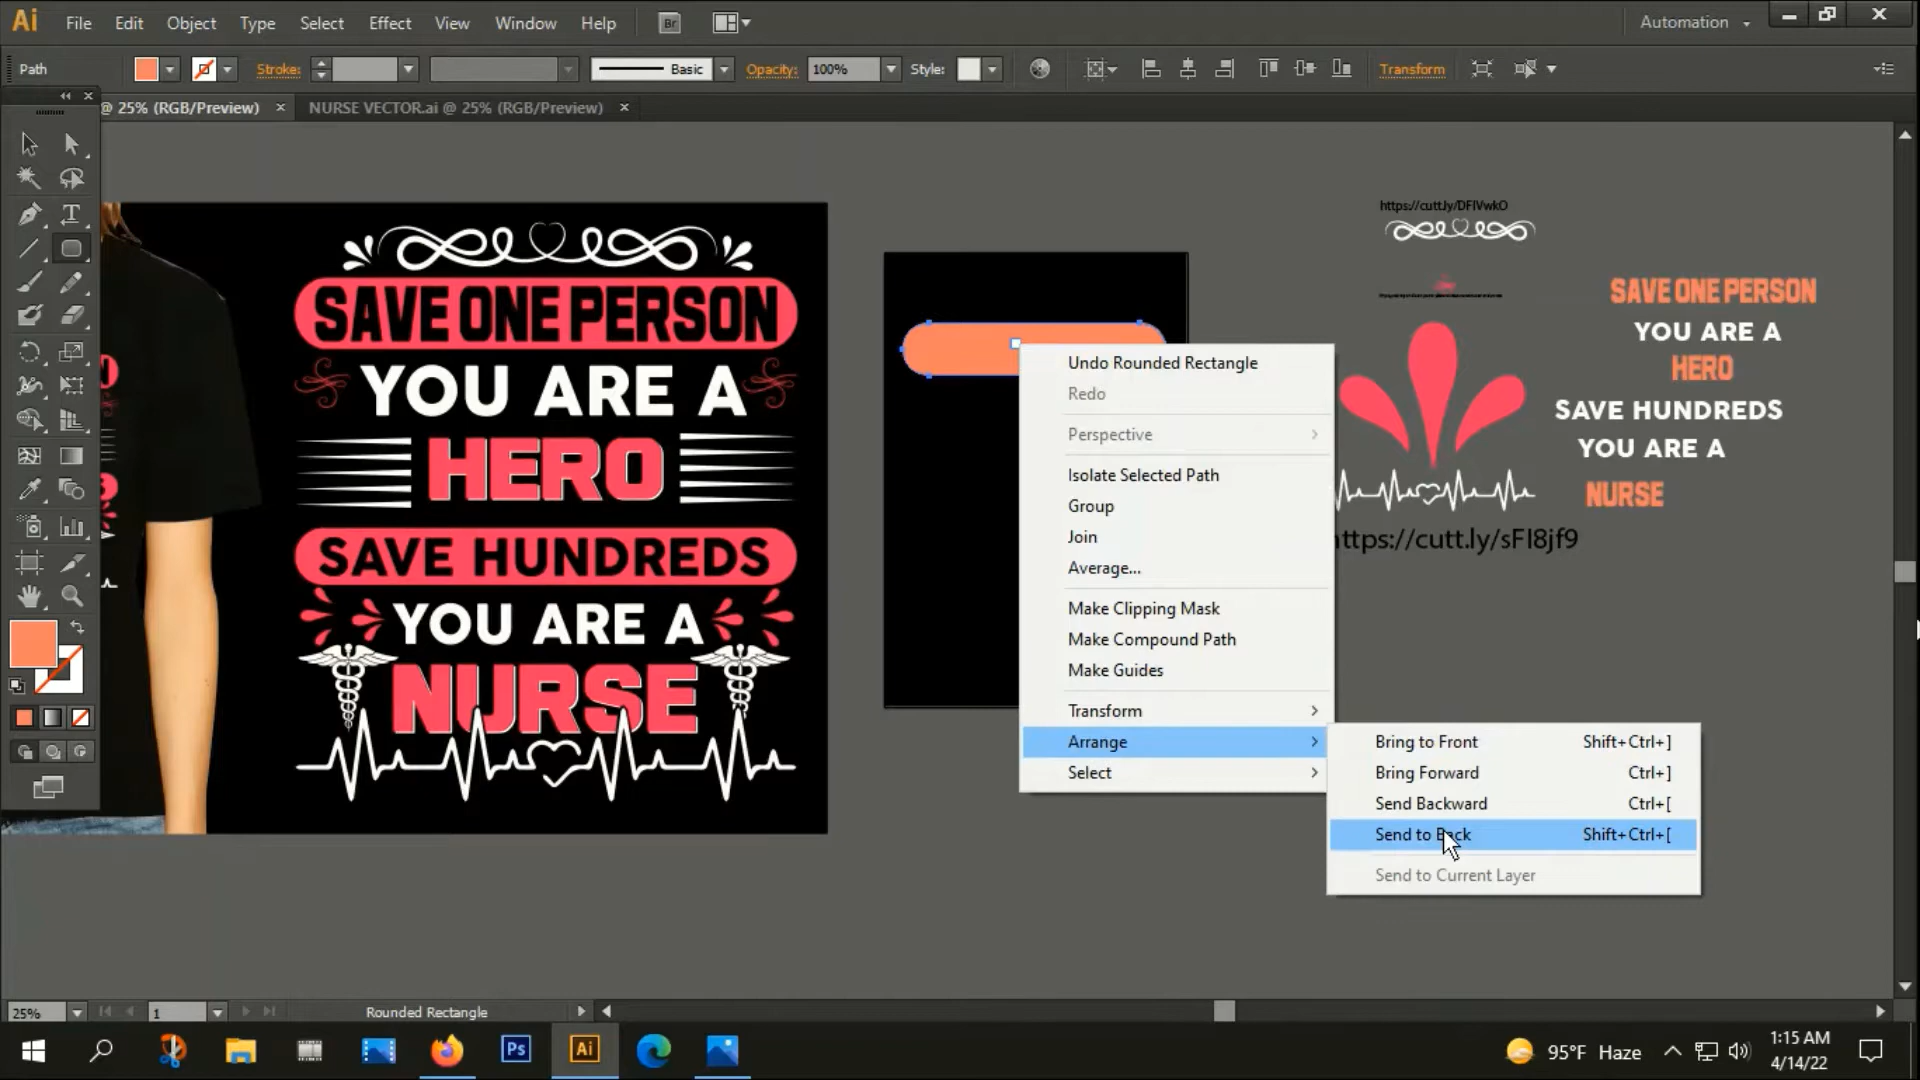 Ai File Edit Object Type Select Effect View Window Help Br Automation
Path Stroke: Basic Opacity: 100% Style: Transform
@ 25% (RGB/Preview) × NURSE VECTOR.ai @ 25% (RGB/Preview) ×
SAVE ONE PERSON
YOU ARE A
HERO
SAVE HUNDREDS
YOU ARE A
NURSE
Undo Rounded Rectangle
Redo
Perspective
Isolate Selected Path
Group
Join
Average...
Make Clipping Mask
Make Compound Path
Make Guides
Transform
Arrange
Select
Bring to Front Shift+Ctrl+]
Bring Forward Ctrl+]
Send Backward Ctrl+[
Send to Back Shift+Ctrl+[
Send to Current Layer
https://cutt.ly/DFIVwkO
SAVE ONE PERSON
YOU ARE A
HERO
SAVE HUNDREDS
YOU ARE A
NURSE
https://cutt.ly/sFI8jf9
25% 1 Rounded Rectangle
Ps Ai 95°F Haze 1:15 AM
4/14/22